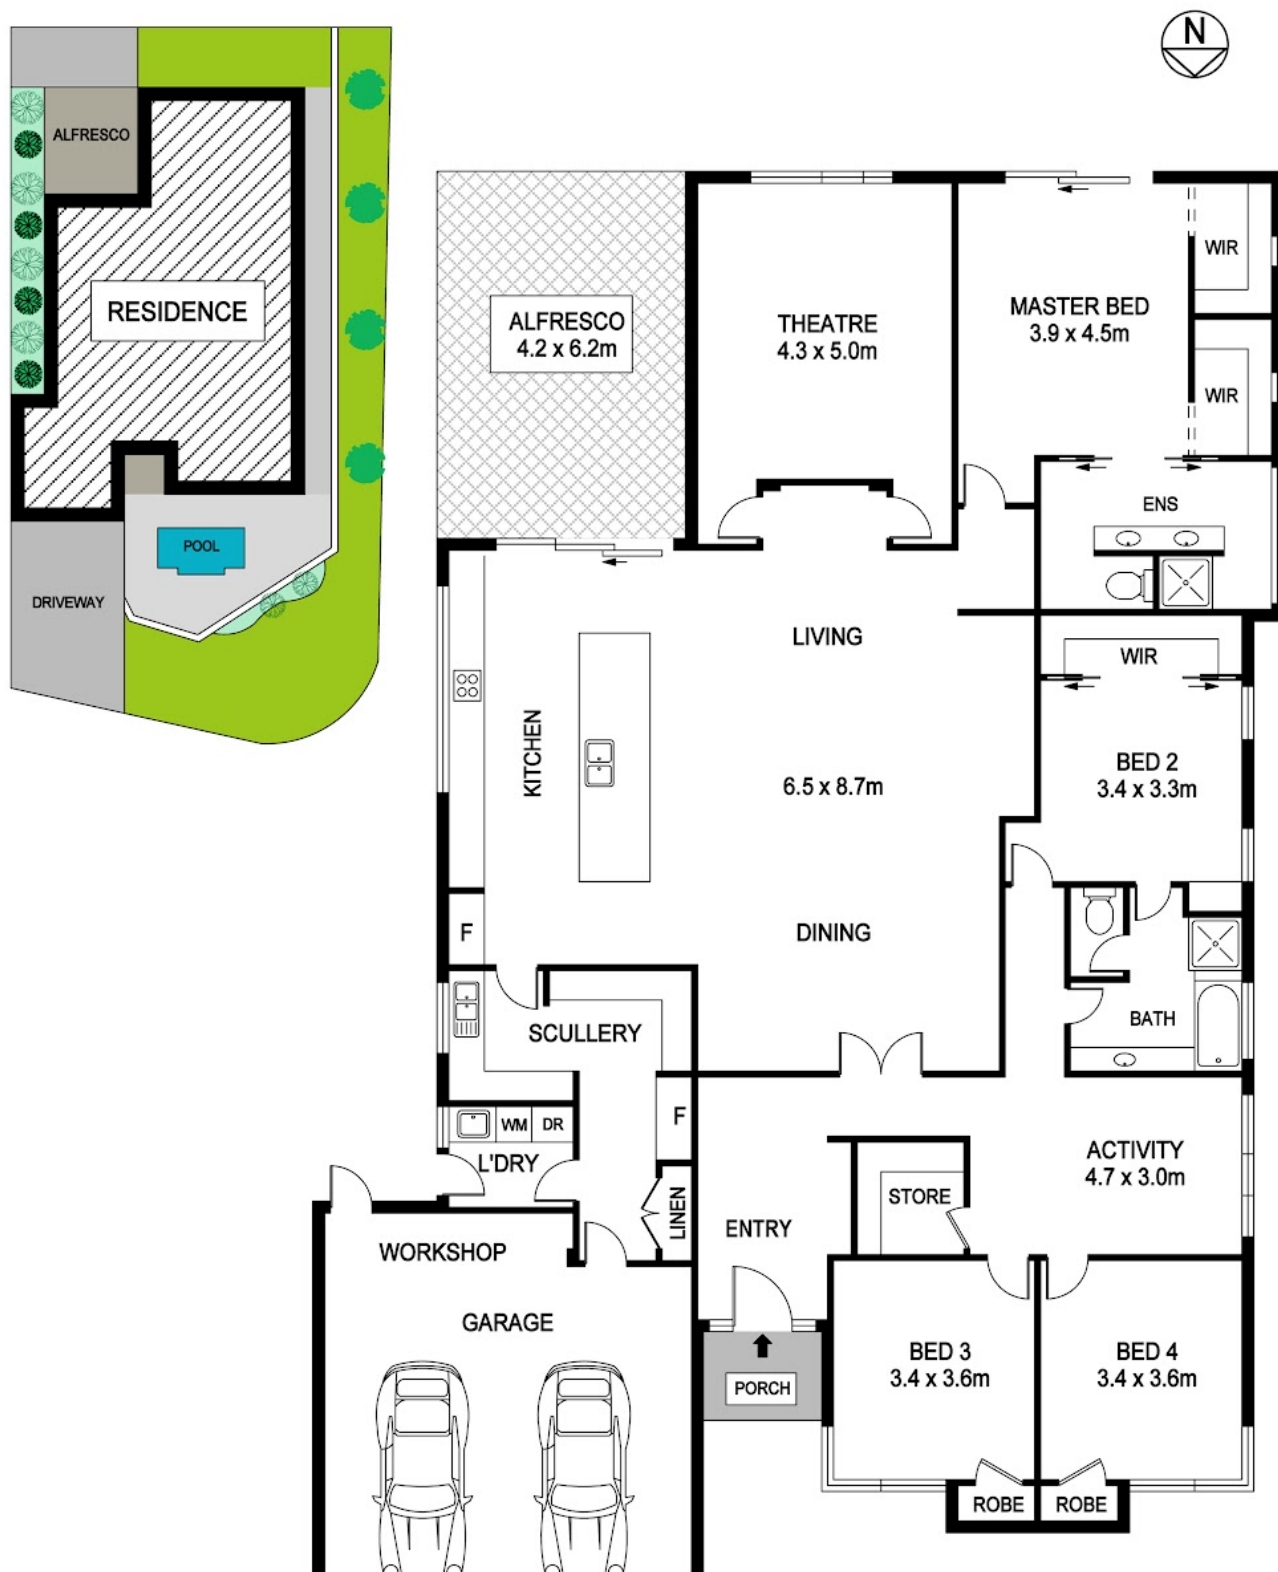 N
ALFRESCO
RESIDENCE
POOL
DRIVEWAY
ALFRESCO
4.2 x 6.2m
THEATRE
4.3 x 5.0m
MASTER BED
3.9 x 4.5m
WIR
WIR
ENS
LIVING
KITCHEN
6.5 x 8.7m
WIR
BED 2
3.4 x 3.3m
F
DINING
SCULLERY
BATH
WM
DR
L'DRY
F
LINEN
ENTRY
STORE
ACTIVITY
4.7 x 3.0m
WORKSHOP
GARAGE
PORCH
BED 3
3.4 x 3.6m
BED 4
3.4 x 3.6m
ROBE
ROBE